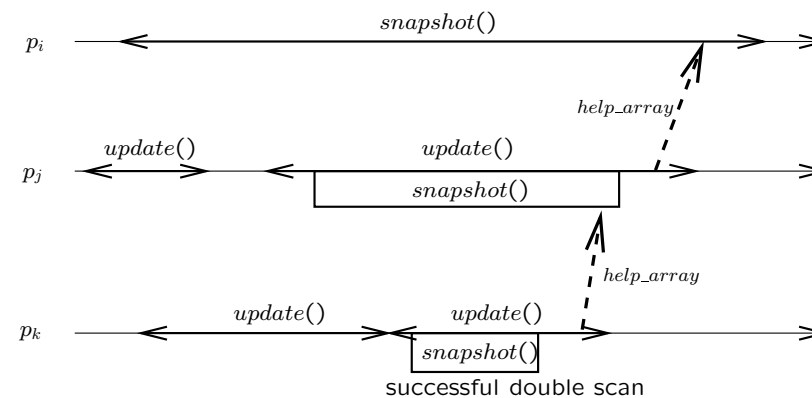 snapshot()
p_i
help_array
update() update()
p_j
snapshot()
help_array
update() update()
p_k
snapshot()
successful double scan